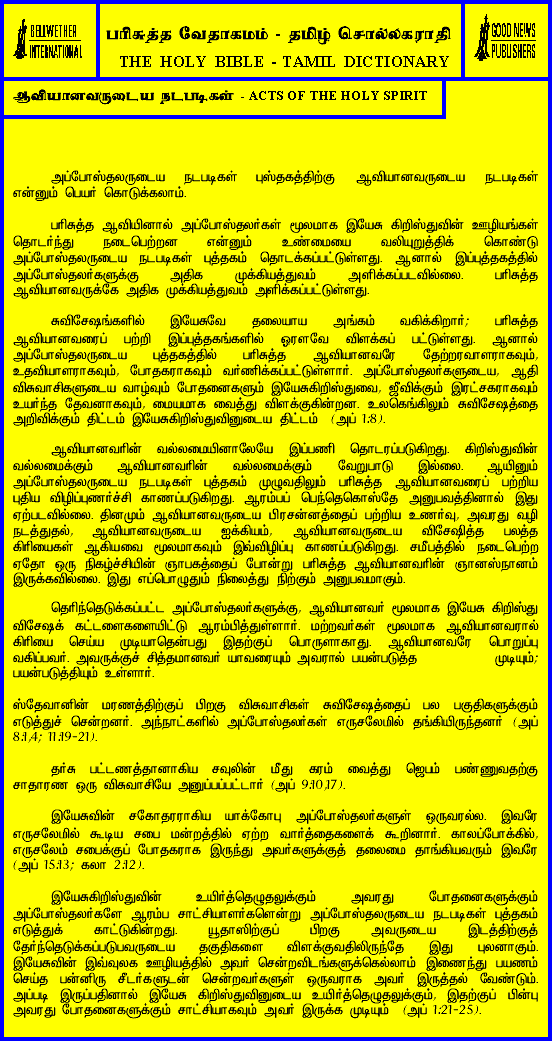 BELLWETHER
INTERNATIONAL
பரிசுத்த வேதாகமம் - தமிழ் சொல்லகராதி
THE HOLY BIBLE - TAMIL DICTIONARY
GOOD NEWS
PUBLISHERS
ஆவியானவருடைய நடபடிகள் - ACTS OF THE HOLY SPIRIT
அப்போஸ்தலருடைய நடபடிகள் புஸ்தகத்திற்கு ஆவியானவருடைய நடபடிகள்
என்னும் பெயர் கொடுக்கலாம்.
பரிசுத்த ஆவியினால் அப்போஸ்தலர்கள் மூலமாக இயேசு கிறிஸ்துவின் ஊழியங்கள்
தொடர்ந்து நடைபெற்றன என்னும் உண்மையை வலியுறுத்திக் கொண்டு
அப்போஸ்தலருடைய நடபடிகள் புத்தகம் தொடக்கப்பட்டுள்ளது. ஆனால் இப்புத்தகத்தில்
அப்போஸ்தலர்களுக்கு அதிக முக்கியத்துவம் அளிக்கப்படவில்லை. பரிசுத்த
ஆவியானவருக்கே அதிக முக்கியத்துவம் அளிக்கப்பட்டுள்ளது.
சுவிசேஷங்களில் இயேசுவே தலையாய அங்கம் வகிக்கிறார்; பரிசுத்த
ஆவியானவரைப் பற்றி இப்புத்தகங்களில் ஓரளவே விளக்கப் பட்டுள்ளது. ஆனால்
அப்போஸ்தலருடைய புத்தகத்தில் பரிசுத்த ஆவியானவரே தேற்றரவாளராகவும்,
உதவியாளராகவும், போதகராகவும் வர்ணிக்கப்பட்டுள்ளார். அப்போஸ்தலர்களுடைய, ஆதி
விசுவாசிகளுடைய வாழ்வும் போதனைகளும் இயேசுகிறிஸ்துவை, ஜீவிக்கும் இரட்சகராகவும்
உயர்ந்த தேவனாகவும், மையமாக வைத்து விளக்குகின்றன. உலகெங்கிலும் சுவிசேஷத்தை
அறிவிக்கும் திட்டம் இயேசுகிறிஸ்துவினுடைய திட்டம் (அப் 1:8).
ஆவியானவரின் வல்லமையினாலேயே இப்பணி தொடரப்படுகிறது. கிறிஸ்துவின்
வல்லமைக்கும் ஆவியானவரின் வல்லமைக்கும் வேறுபாடு இல்லை. ஆயினும்
அப்போஸ்தலருடைய நடபடிகள் புத்தகம் முழுவதிலும் பரிசுத்த ஆவியானவரைப் பற்றிய
புதிய விழிப்புணர்ச்சி காணப்படுகிறது. ஆரம்பப் பெந்தெகொஸ்தே அனுபவத்தினால் இது
ஏற்படவில்லை. தினமும் ஆவியானவருடைய பிரசன்னத்தைப் பற்றிய உணர்வு, அவரது வழி
நடத்துதல், ஆவியானவருடைய ஐக்கியம், ஆவியானவருடைய விசேஷித்த பலத்த
கிரியைகள் ஆகியவை மூலமாகவும் இவ்விழிப்பு காணப்படுகிறது. சமீபத்தில் நடைபெற்ற
ஏதோ ஒரு நிகழ்ச்சியின் ஞாபகத்தைப் போன்று பரிசுத்த ஆவியானவரின் ஞானஸ்நானம்
இருக்கவில்லை. இது எப்பொழுதும் நிலைத்து நிற்கும் அனுபவமாகும்.
தெரிந்தெடுக்கப்பட்ட அப்போஸ்தலர்களுக்கு, ஆவியானவர் மூலமாக இயேசு கிறிஸ்து
விசேஷக் கட்டளைகளையிட்டு ஆரம்பித்துள்ளார். மற்றவர்கள் மூலமாக ஆவியானவரால்
கிரியை செய்ய முடியாதென்பது இதற்குப் பொருளாகாது. ஆவியானவரே பொறுப்பு
வகிப்பவர். அவருக்குச் சித்தமானவர் யாவரையும் அவரால் பயன்படுத்த முடியும்;
பயன்படுத்தியும் உள்ளார்.
ஸ்தேவானின் மரணத்திற்குப் பிறகு விசுவாசிகள் சுவிசேஷத்தைப் பல பகுதிகளுக்கும்
எடுத்துச் சென்றனர். அந்நாட்களில் அப்போஸ்தலர்கள் எருசலேமில் தங்கியிருந்தனர் (அப்
8:1,4; 11:19-21).
தர்சு பட்டணத்தானாகிய சவுலின் மீது கரம் வைத்து ஜெபம் பண்ணுவதற்கு
சாதாரண ஒரு விசுவாசியே அனுப்பப்பட்டார் (அப் 9:10,17).
இயேசுவின் சகோதரராகிய யாக்கோபு அப்போஸ்தலர்களுள் ஒருவரல்ல. இவரே
எருசலேமில் கூடிய சபை மன்றத்தில் ஏற்ற வார்த்தைகளைக் கூறினார். காலப்போக்கில்,
எருசலேம் சபைக்குப் போதகராக இருந்து அவர்களுக்குத் தலைமை தாங்கியவரும் இவரே
(அப் 15:13; கலா 2:12).
இயேசுகிறிஸ்துவின் உயிர்த்தெழுதலுக்கும் அவரது போதனைகளுக்கும்
அப்போஸ்தலர்களே ஆரம்ப சாட்சியாளர்களென்று அப்போஸ்தலருடைய நடபடிகள் புத்தகம்
எடுத்துக் காட்டுகின்றது. யூதாஸிற்குப் பிறகு அவருடைய இடத்திற்குத்
தேர்ந்தெடுக்கப்படுபவருடைய தகுதிகளை விளக்குவதிலிருந்தே இது புலனாகும்.
இயேசுவின் இவ்வுலக ஊழியத்தில் அவர் சென்றவிடங்களுக்கெல்லாம் இணைந்து பயணம்
செய்த பன்னிரு சீடர்களுடன் சென்றவர்களுள் ஒருவராக அவர் இருத்தல் வேண்டும்.
அப்படி இருப்பதினால் இயேசு கிறிஸ்துவினுடைய உயிர்த்தெழுதலுக்கும், இதற்குப் பின்பு
அவரது போதனைகளுக்கும் சாட்சியாகவும் அவர் இருக்க முடியும் (அப் 1:21-25).